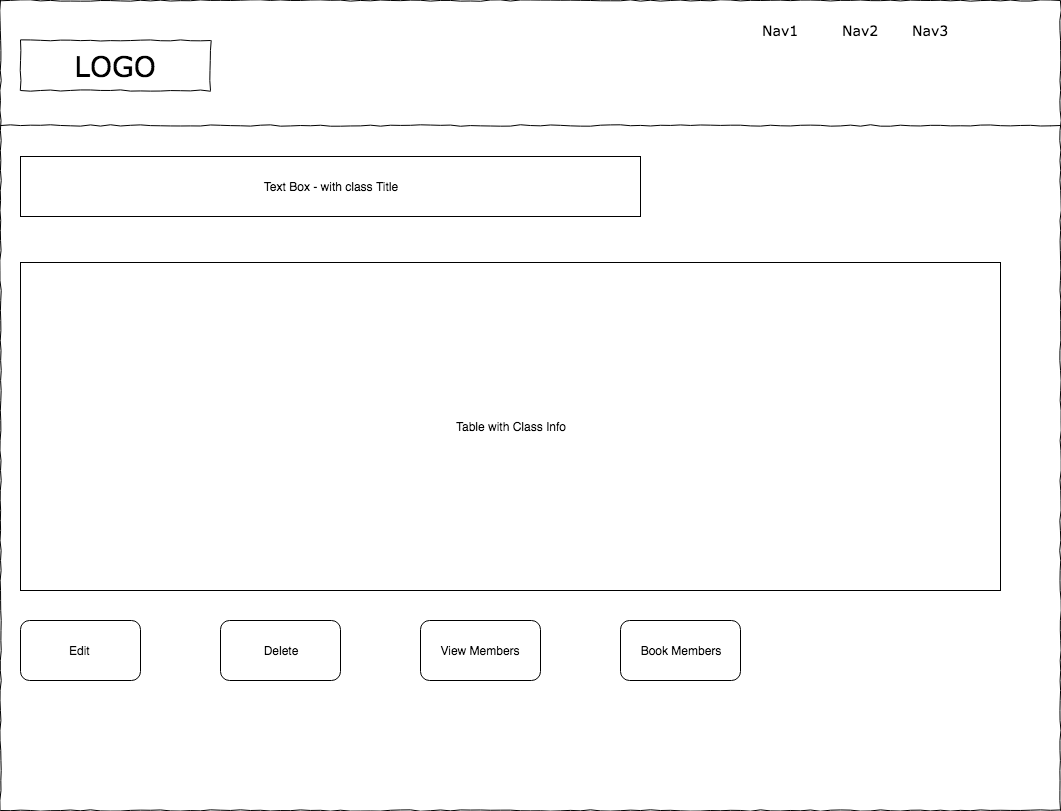 Nav1 Nav2 Nav3
LOGO
Text Box - with class Title
Table with Class Info
Edit Delete View Members Book Members